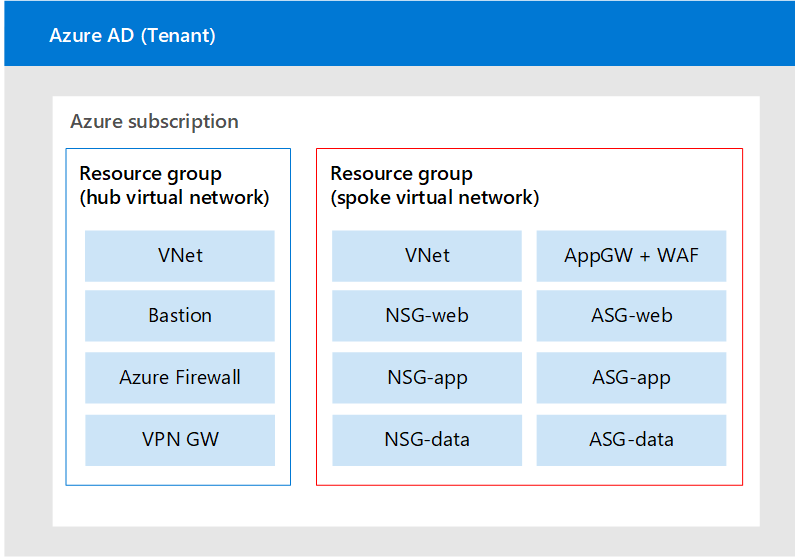 Azure AD (Tenant)
Azure subscription
Resource group
(hub virtual network)
VNet
Bastion
Azure Firewall
VPN GW
Resource group
(spoke virtual network)
VNet
AppGW + WAF
NSG-web
ASG-web
NSG-app
ASG-app
NSG-data
ASG-data